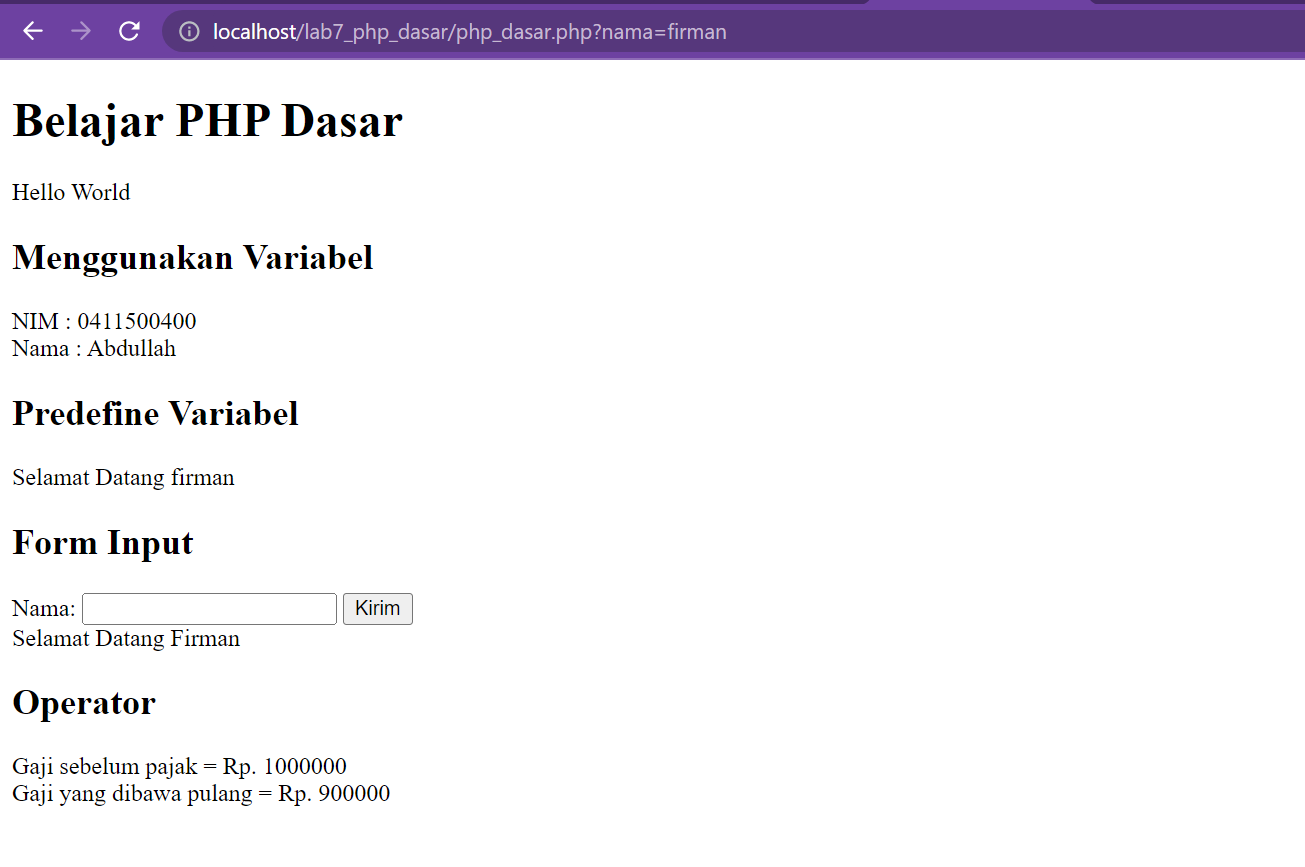 localhost/lab7_php_dasar/php_dasar.php?nama=firman
Belajar PHP Dasar
Hello World
Menggunakan Variabel
NIM : 0411500400
Nama : Abdullah
Predefine Variabel
Selamat Datang firman
Form Input
Nama: Kirim
Selamat Datang Firman
Operator
Gaji sebelum pajak = Rp. 1000000
Gaji yang dibawa pulang = Rp. 900000